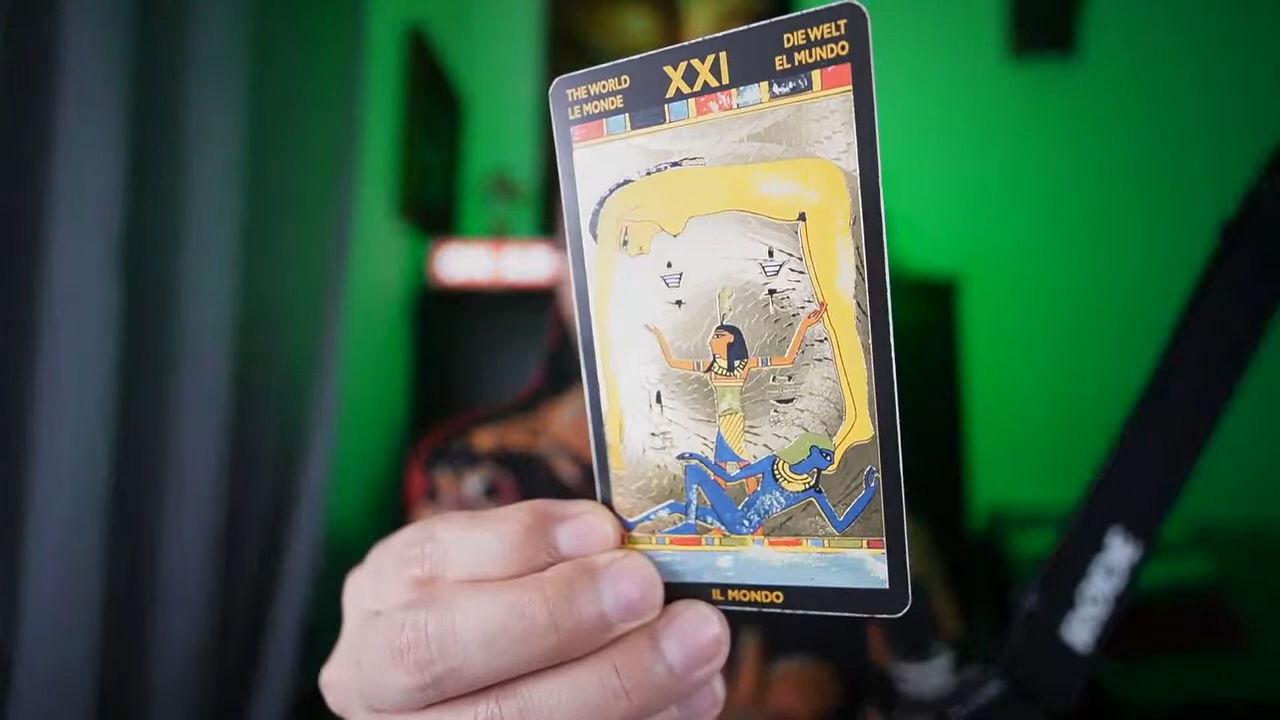 THE WORLD
LE MONDE
XXI
DIE WELT
EL MUNDO
IL MONDO